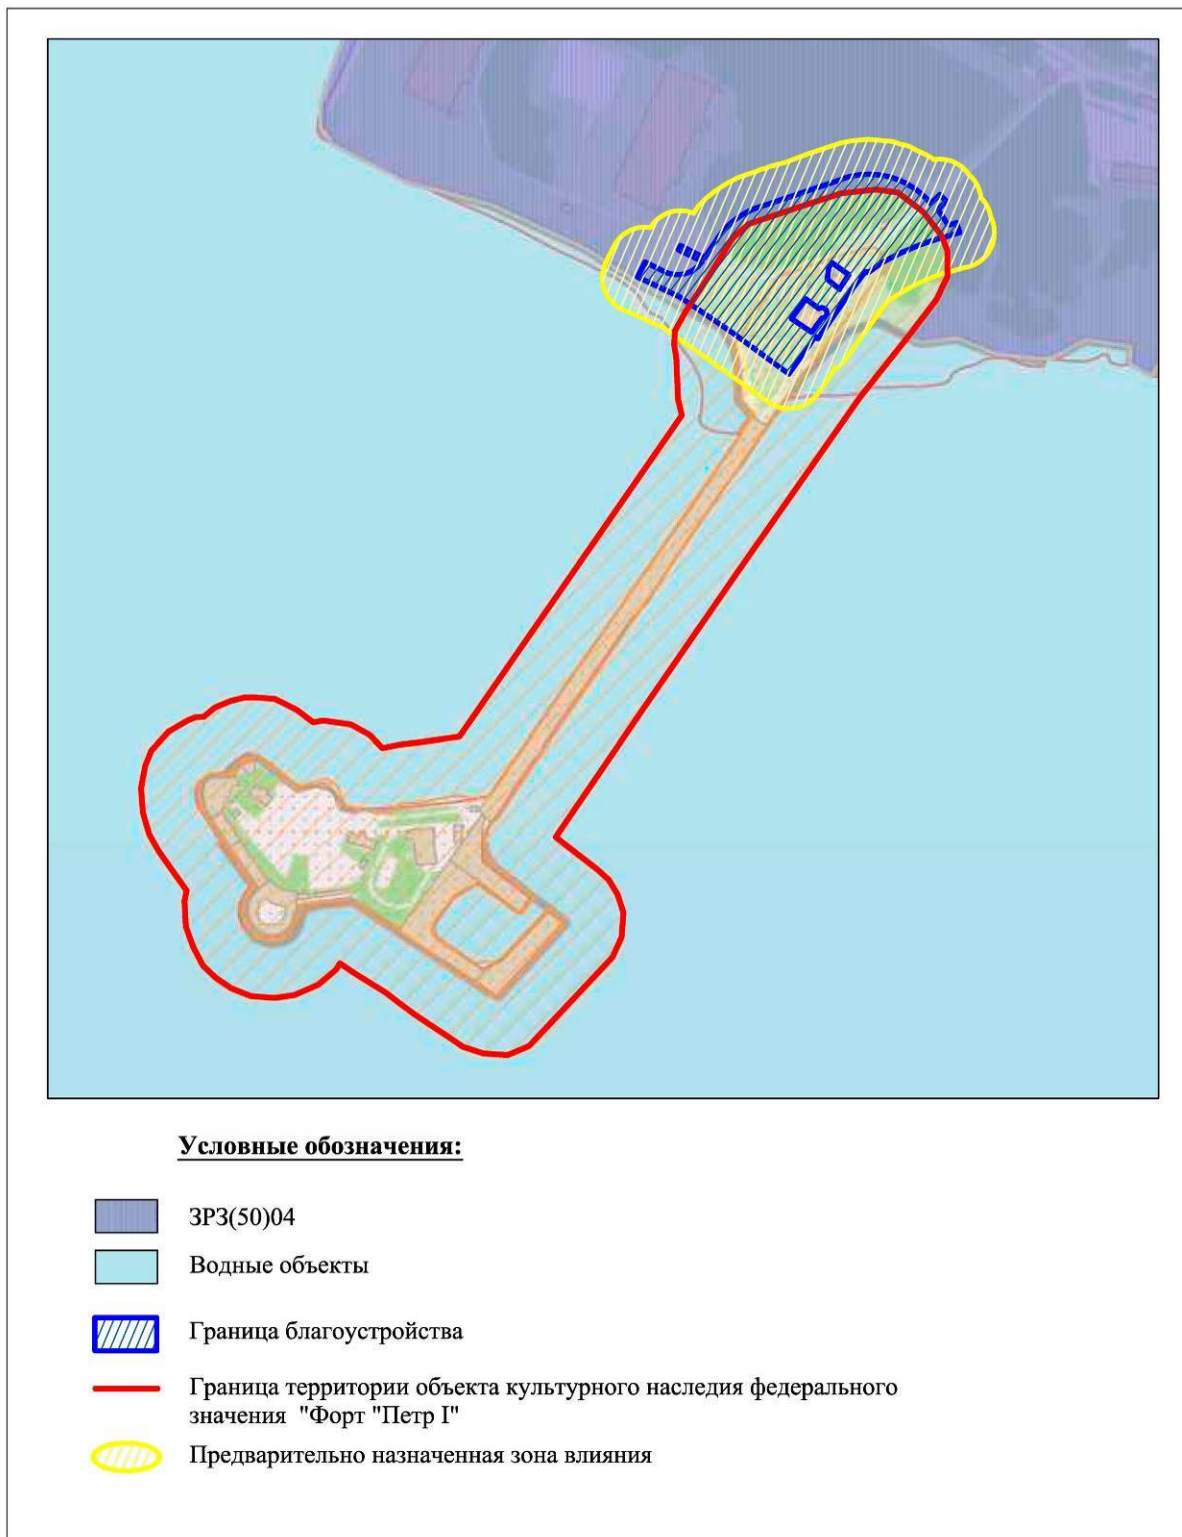 Условные обозначения:
ЗРЗ(50)04
Водные объекты
Граница благоустройства
Граница территории объекта культурного наследия федерального
значения "Форт "Петр I"
Предварительно назначенная зона влияния